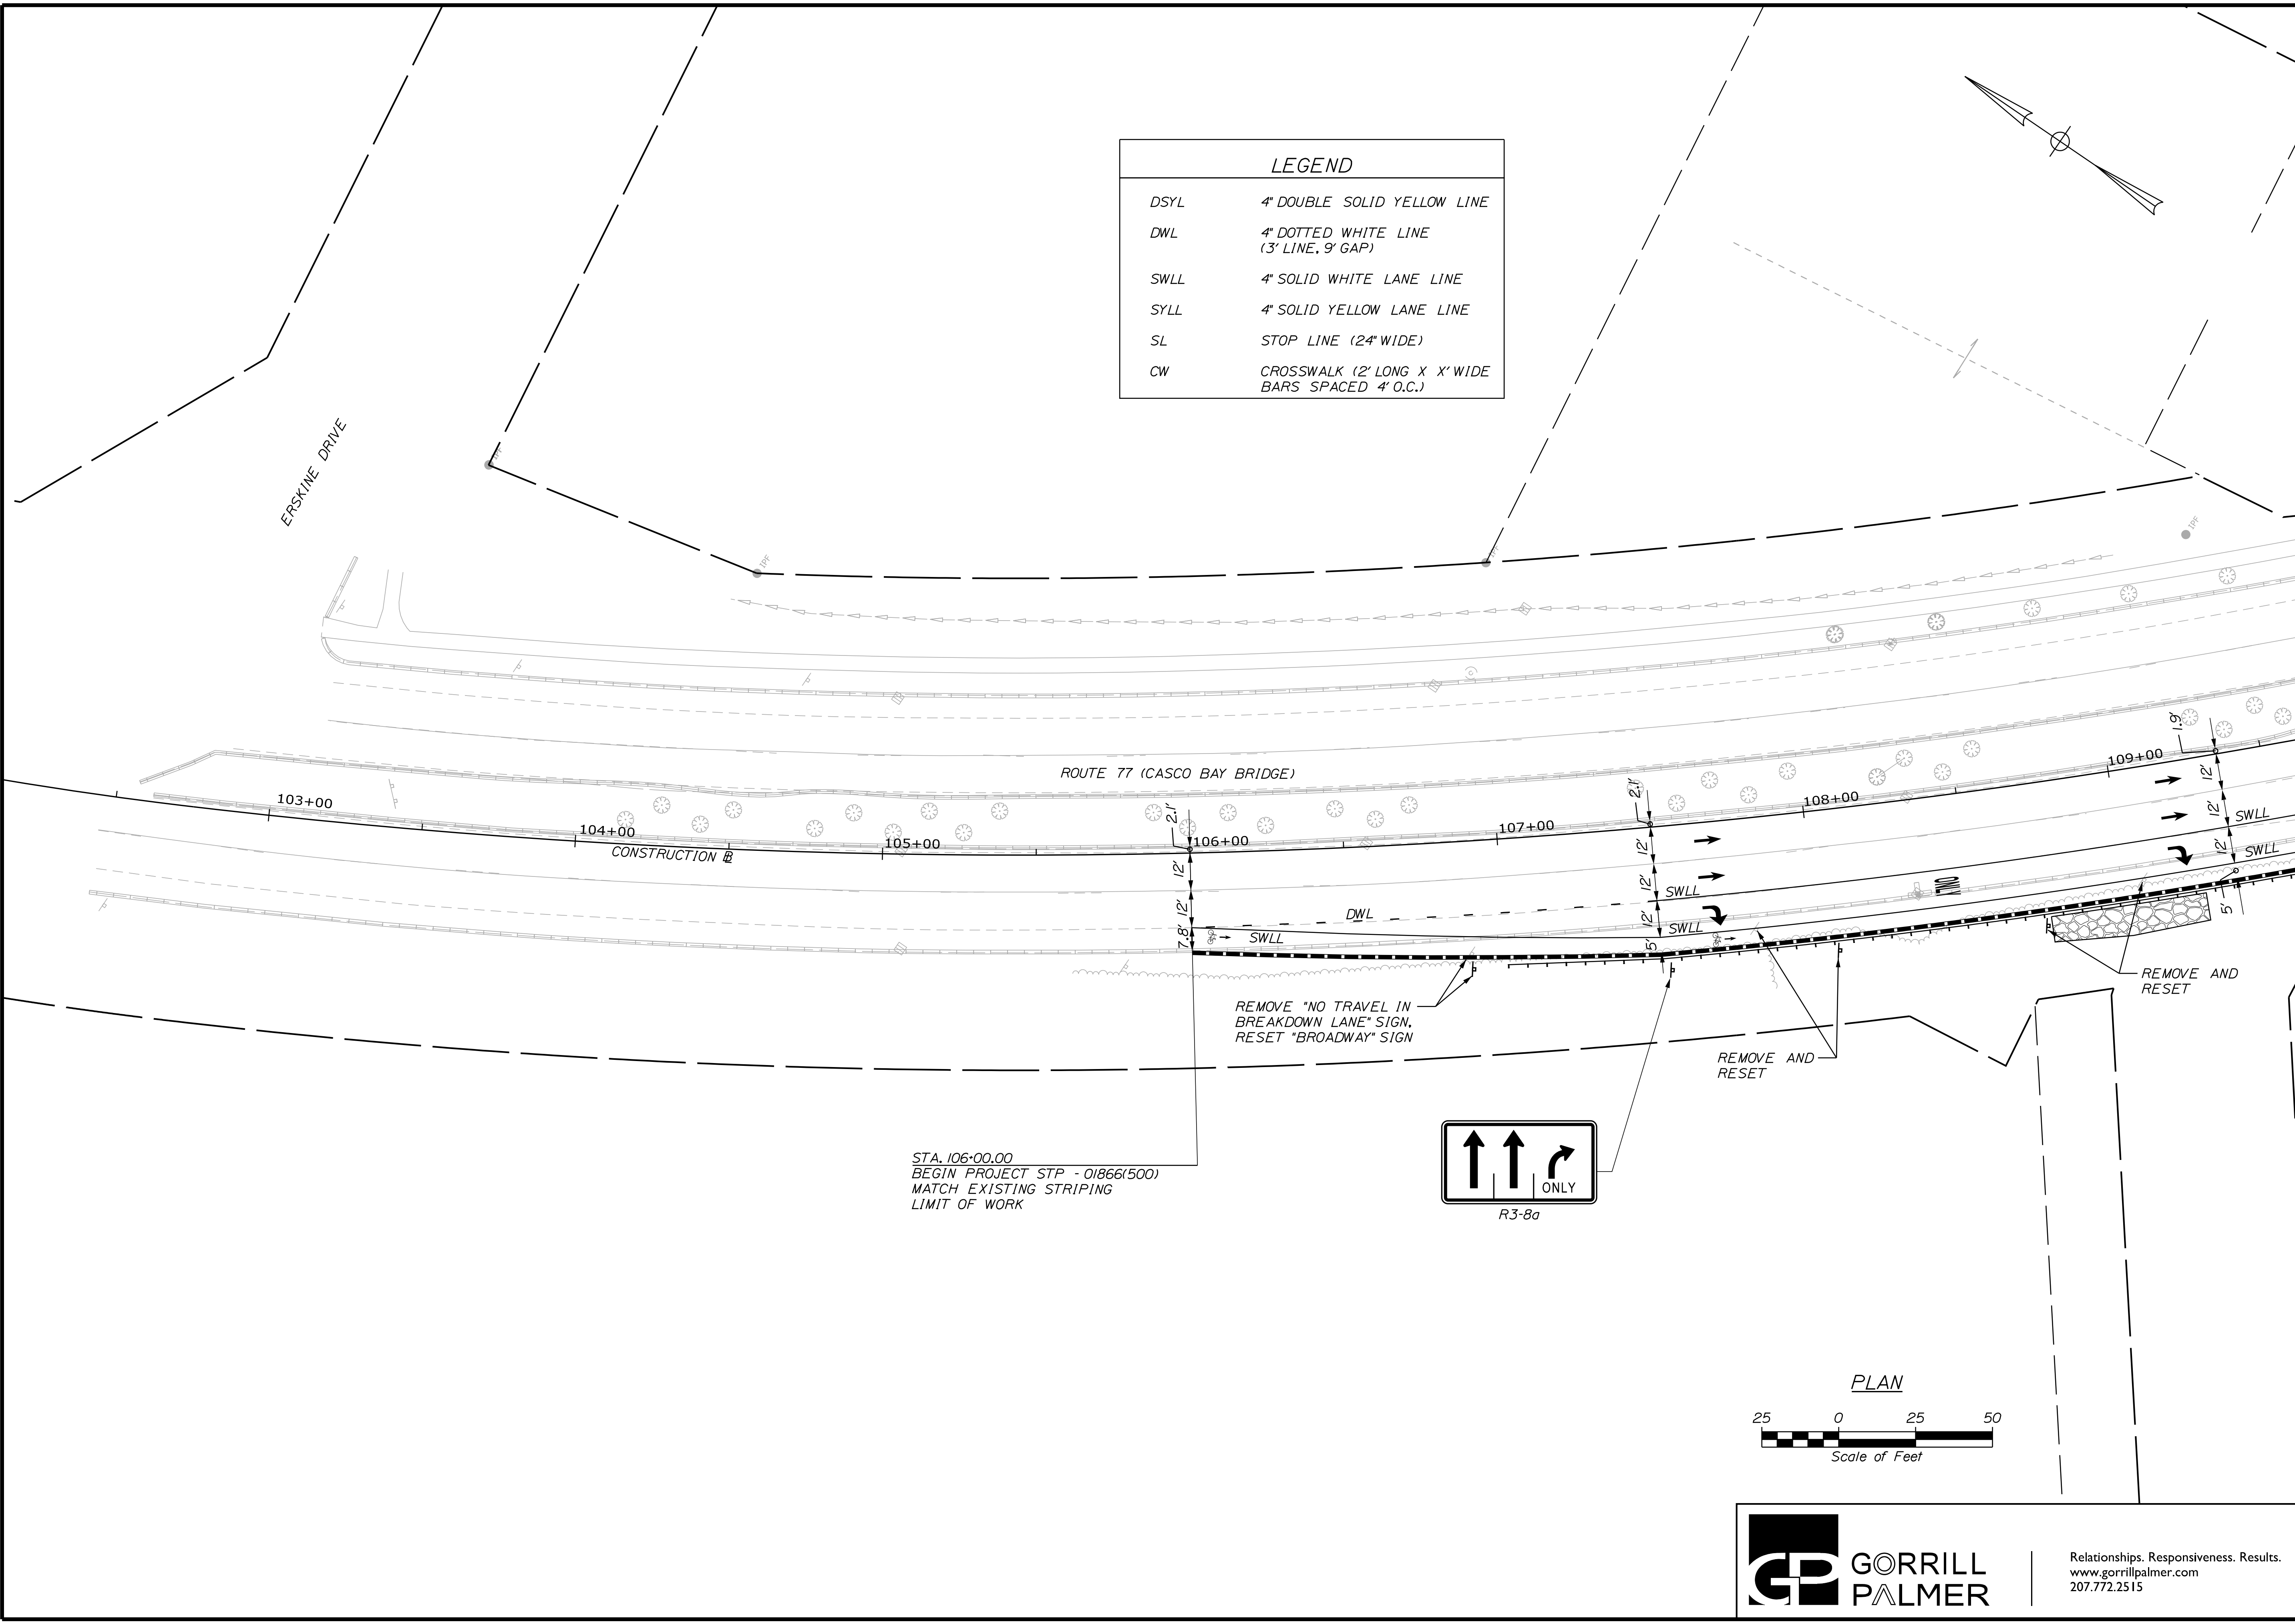 LEGEND
DSYL 4" DOUBLE SOLID YELLOW LINE
DWL 4" DOTTED WHITE LINE
(3' LINE, 9' GAP)
SWLL 4" SOLID WHITE LANE LINE
SYLL 4" SOLID YELLOW LANE LINE
SL STOP LINE (24" WIDE)
CW CROSSWALK (2' LONG X X' WIDE
BARS SPACED 4' O.C.)
ERSKINE DRIVE
IPF
IPF
IPF
ROUTE 77 (CASCO BAY BRIDGE)
103+00
104+00
105+00
106+00
107+00
108+00
109+00
CONSTRUCTION
2.1'
12'
12'
7.8'
DWL
SWLL
2.1'
12'
12'
12'
5'
SWLL
SWLL
ONLY
1.9'
12'
12'
12'
5'
SWLL
SWLL
REMOVE "NO TRAVEL IN
BREAKDOWN LANE" SIGN,
RESET "BROADWAY" SIGN
REMOVE AND
RESET
REMOVE AND
RESET
STA. 106+00.00
BEGIN PROJECT STP - 01866(500)
MATCH EXISTING STRIPING
LIMIT OF WORK
ONLY
R3-8a
PLAN
25 0 25 50
Scale of Feet
GP
GORRILL
PALMER
Relationships. Responsiveness. Results.
www.gorrillpalmer.com
207.772.2515